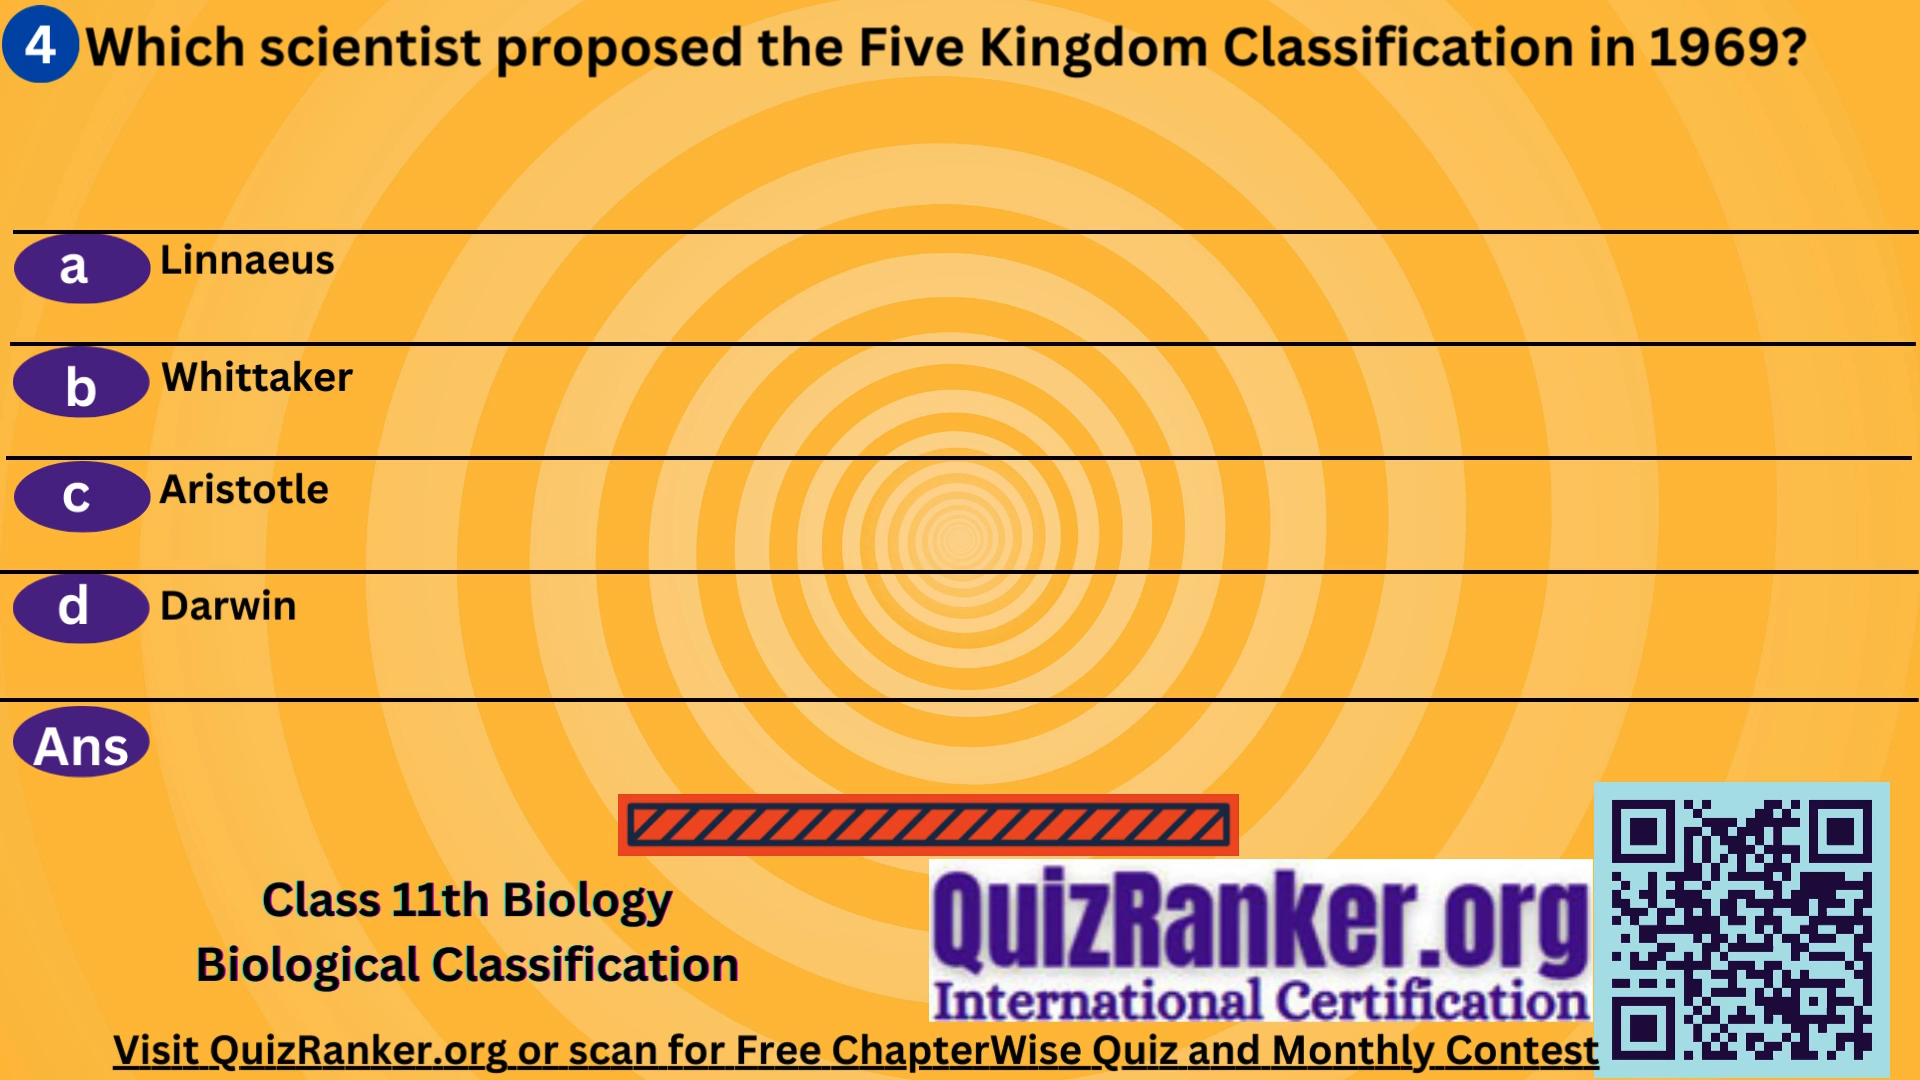 4 Which scientist proposed the Five Kingdom Classification in 1969?
a Linnaeus
b Whittaker
c Aristotle
d Darwin
Ans
Class 11th Biology
Biological Classification
QuizRanker.org
International Certification
Visit QuizRanker.org or scan for Free ChapterWise Quiz and Monthly Contest